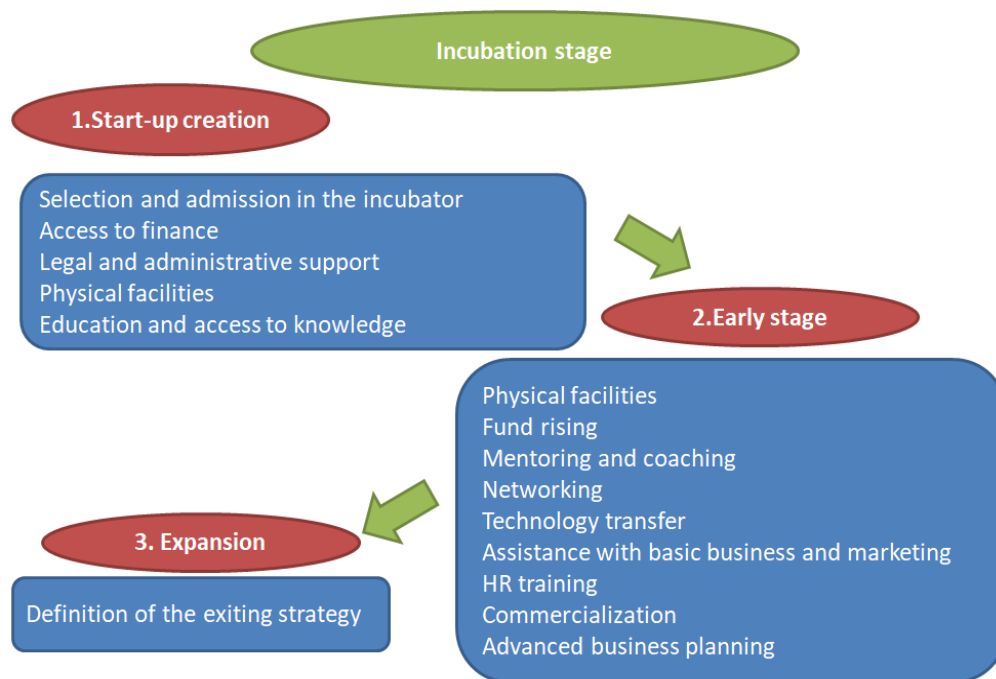 Incubation stage
1.Start-up creation
Selection and admission in the incubator
Access to finance
Legal and administrative support
Physical facilities
Education and access to knowledge
2.Early stage
Physical facilities
Fund rising
Mentoring and coaching
Networking
Technology transfer
Assistance with basic business and marketing
HR training
Commercialization
Advanced business planning
3. Expansion
Definition of the exiting strategy